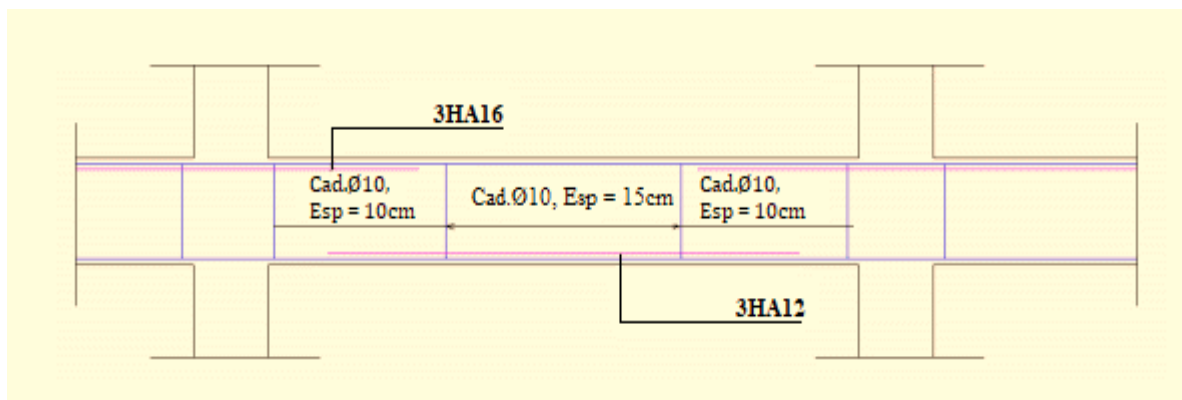 3HA16
Cad.Ø10,
Esp = 10cm
Cad.Ø10, Esp = 15cm
Cad.Ø10,
Esp = 10cm
3HA12